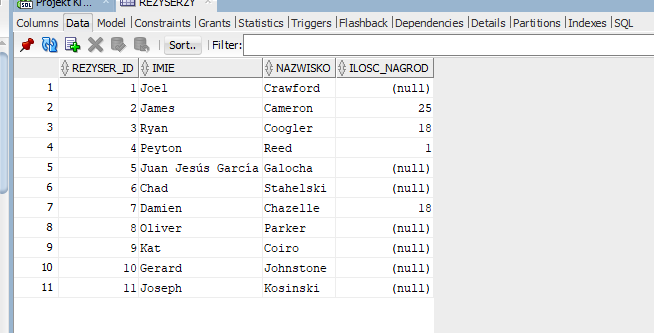 SQL Projekt Ki... REZYSERZY
Columns Data Model Constraints Grants Statistics Triggers Flashback Dependencies Details Partitions Indexes SQL
Sort.. Filter:
REZYSER_ID IMIE NAZWISKO ILOSC_NAGROD
1 1 Joel Crawford (null)
2 2 James Cameron 25
3 3 Ryan Coogler 18
4 4 Peyton Reed 1
5 5 Juan Jesús García Galocha (null)
6 6 Chad Stahelski (null)
7 7 Damien Chazelle 18
8 8 Oliver Parker (null)
9 9 Kat Coiro (null)
10 10 Gerard Johnstone (null)
11 11 Joseph Kosinski (null)